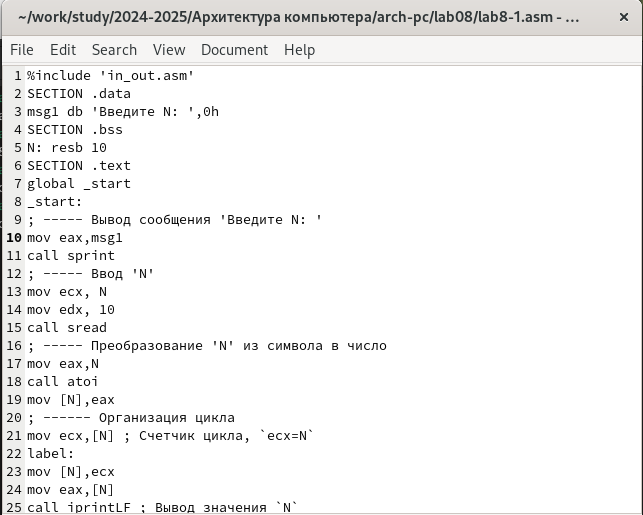 ~/work/study/2024-2025/Архитектура компьютера/arch-pc/lab08/lab8-1.asm - ...
File Edit Search View Document Help
1 %include 'in_out.asm'
2 SECTION .data
3 msg1 db 'Введите N: ',0h
4 SECTION .bss
5 N: resb 10
6 SECTION .text
7 global _start
8 _start:
9 ; ----- Вывод сообщения 'Введите N: '
10 mov eax,msg1
11 call sprint
12 ; ----- Ввод 'N'
13 mov ecx, N
14 mov edx, 10
15 call sread
16 ; ----- Преобразование 'N' из символа в число
17 mov eax,N
18 call atoi
19 mov [N],eax
20 ; ------ Организация цикла
21 mov ecx,[N] ; Счетчик цикла, `ecx=N`
22 label:
23 mov [N],ecx
24 mov eax,[N]
25 call iprintLF ; Вывод значения `N`